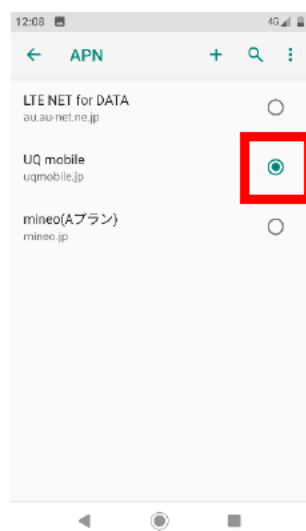 12:08 4G
APN
LTE NET for DATA
au.au-net.ne.jp
UQ mobile
uqmobile.jp
mineo(Aプラン)
mineo.jp